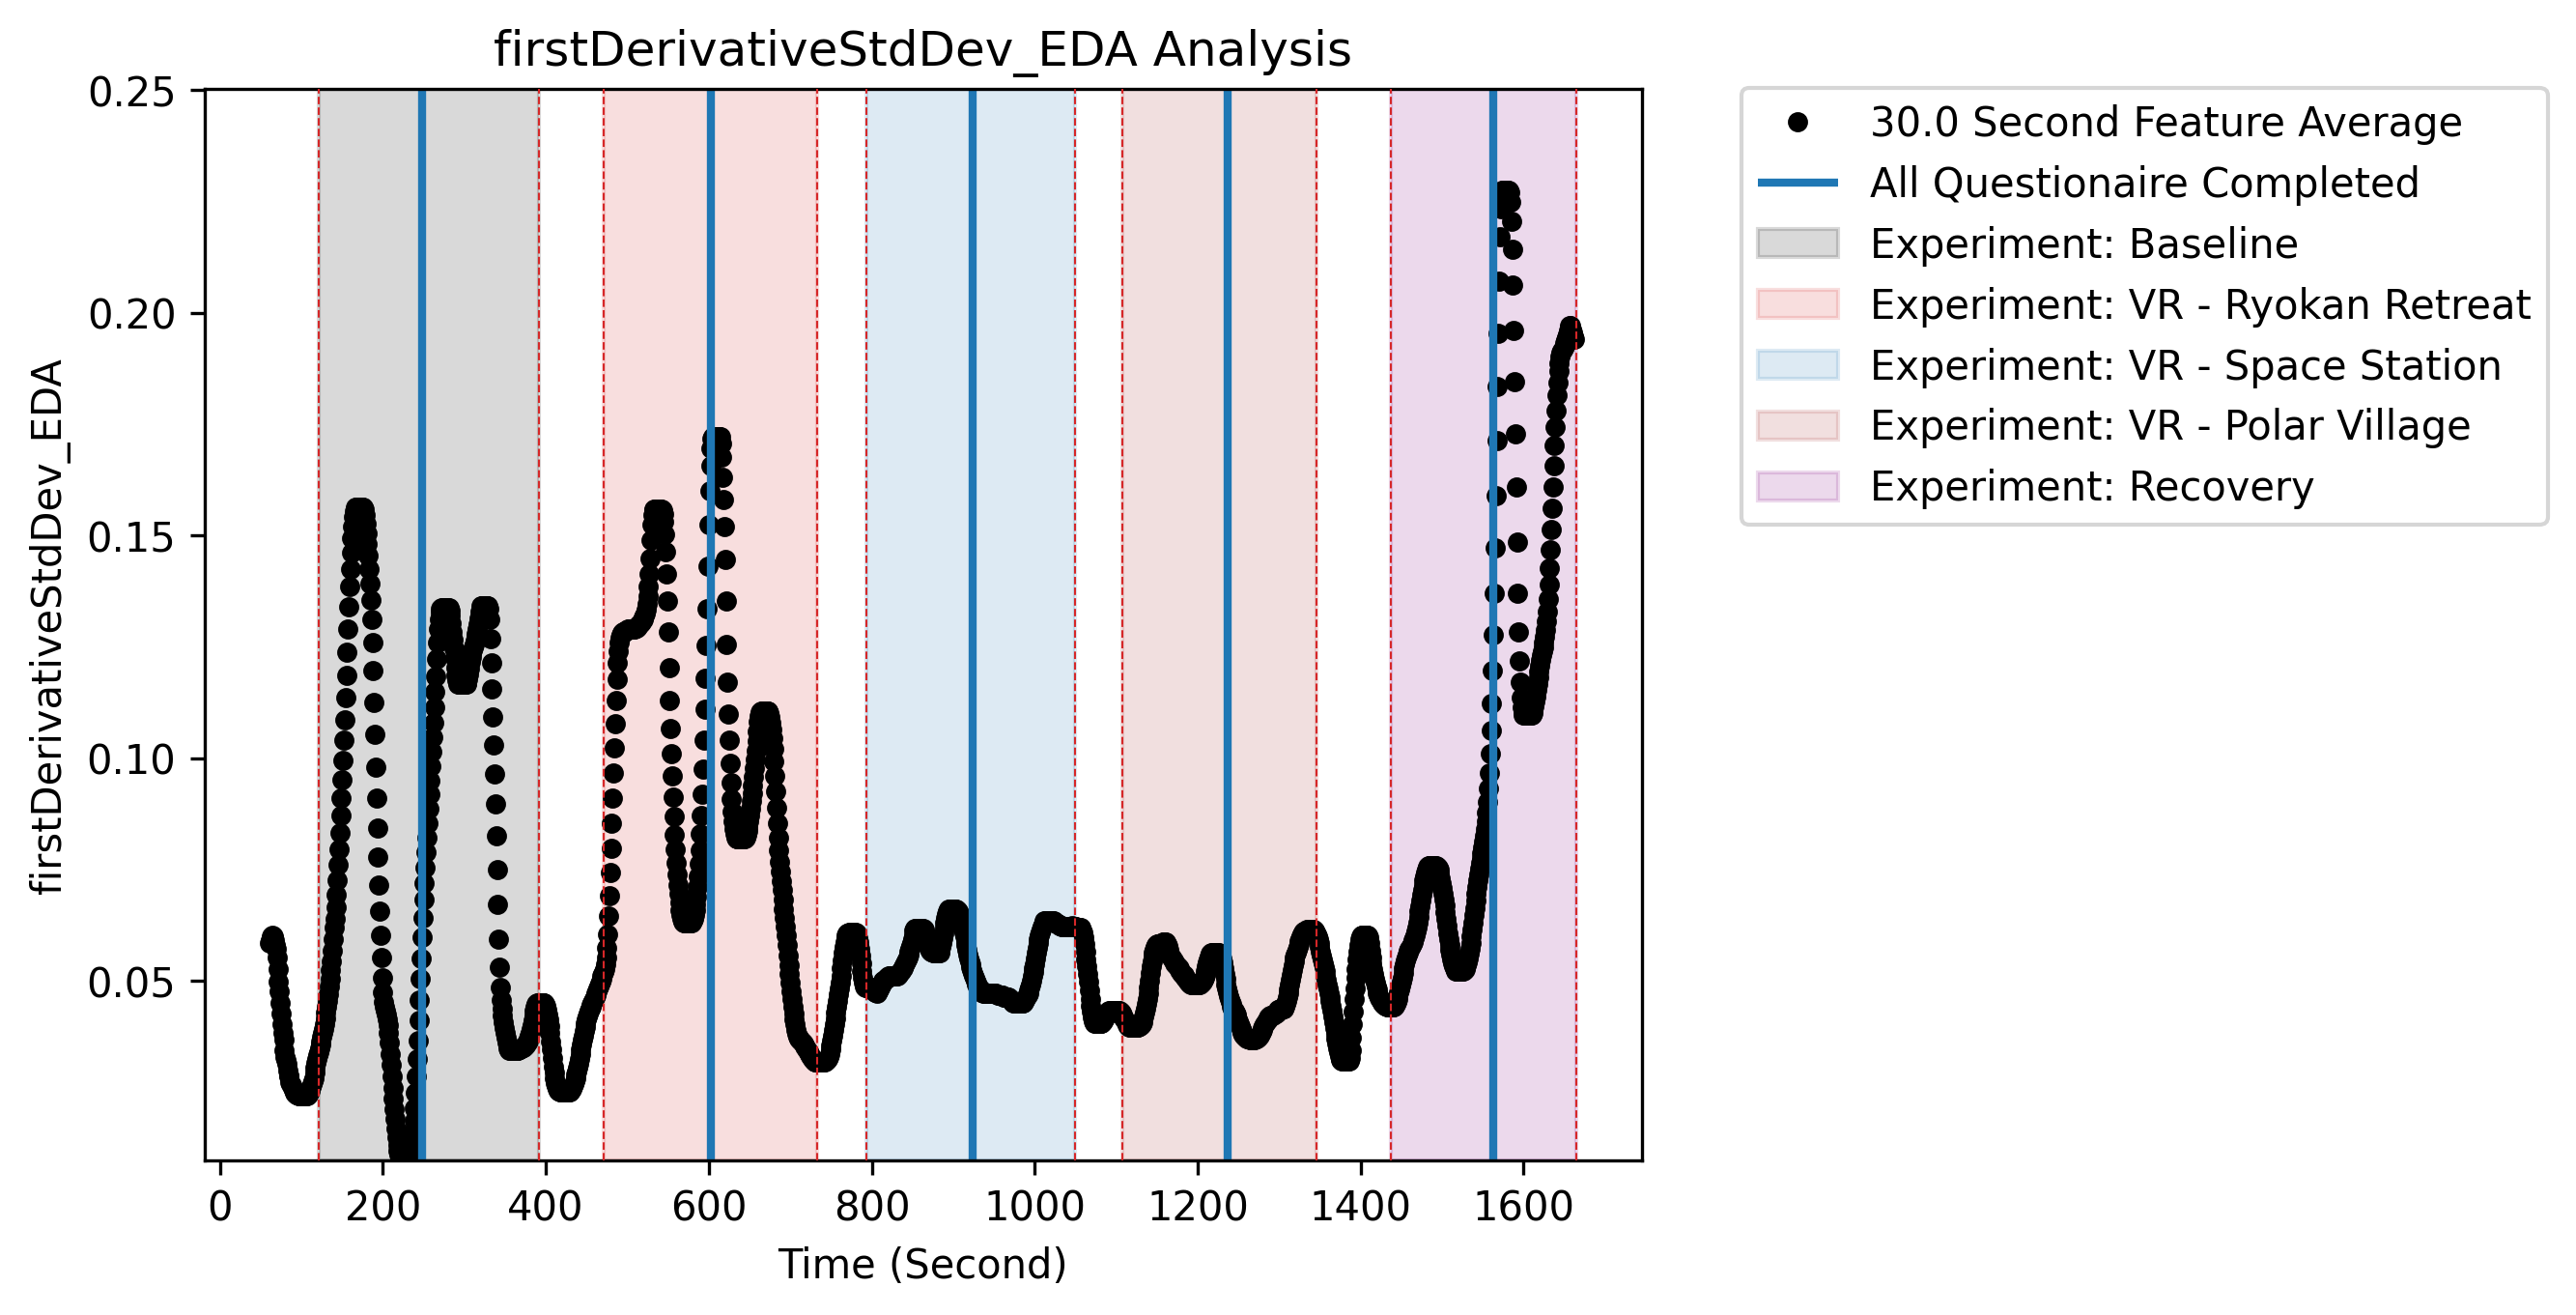 firstDerivativeStdDev_EDA Analysis
firstDerivativeStdDev_EDA
0.25
0.20
0.15
0.10
0.05
0
200
400
600
800
1000
1200
1400
1600
Time (Second)
30.0 Second Feature Average
All Questionaire Completed
Experiment: Baseline
Experiment: VR - Ryokan Retreat
Experiment: VR - Space Station
Experiment: VR - Polar Village
Experiment: Recovery